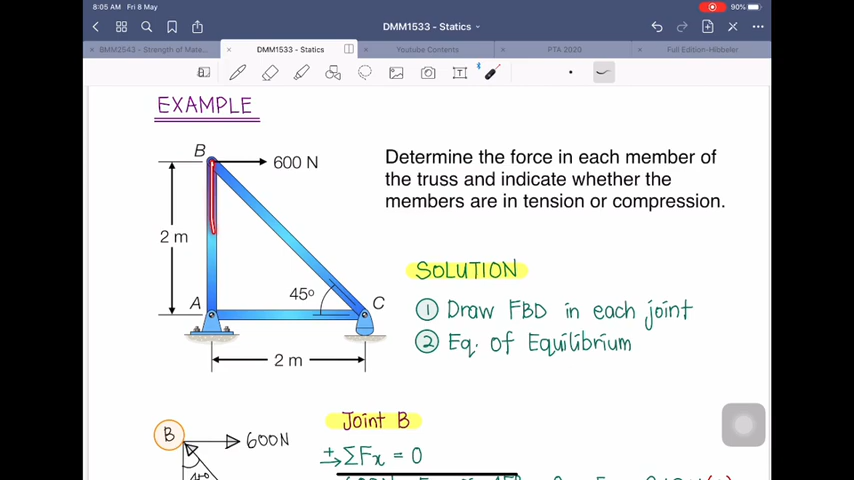 8:05 AM Fri 8 May
90%
DMM1533 - Statics
BMM2543 - Strength of Mate...
DMM1533 - Statics
Youtube Contents
PTA 2020
Full Edition-Hibbeler
EXAMPLE
B
600 N
2 m
A
45°
C
2 m
Determine the force in each member of
the truss and indicate whether the
members are in tension or compression.
SOLUTION
1 Draw FBD in each joint
2 Eq. of Equilibrium
Joint B
B
600N
+→ ΣFx = 0